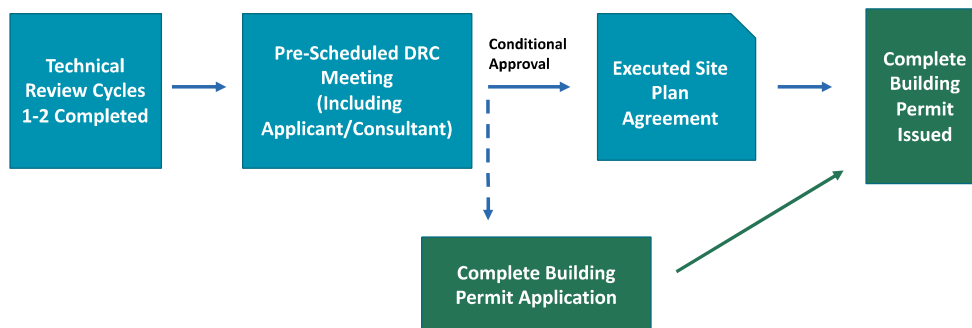 Technical
Review Cycles
1-2 Completed
Pre-Scheduled DRC
Meeting
(Including
Applicant/Consultant)
Conditional
Approval
Executed Site
Plan
Agreement
Complete
Building
Permit
Issued
Complete Building
Permit Application